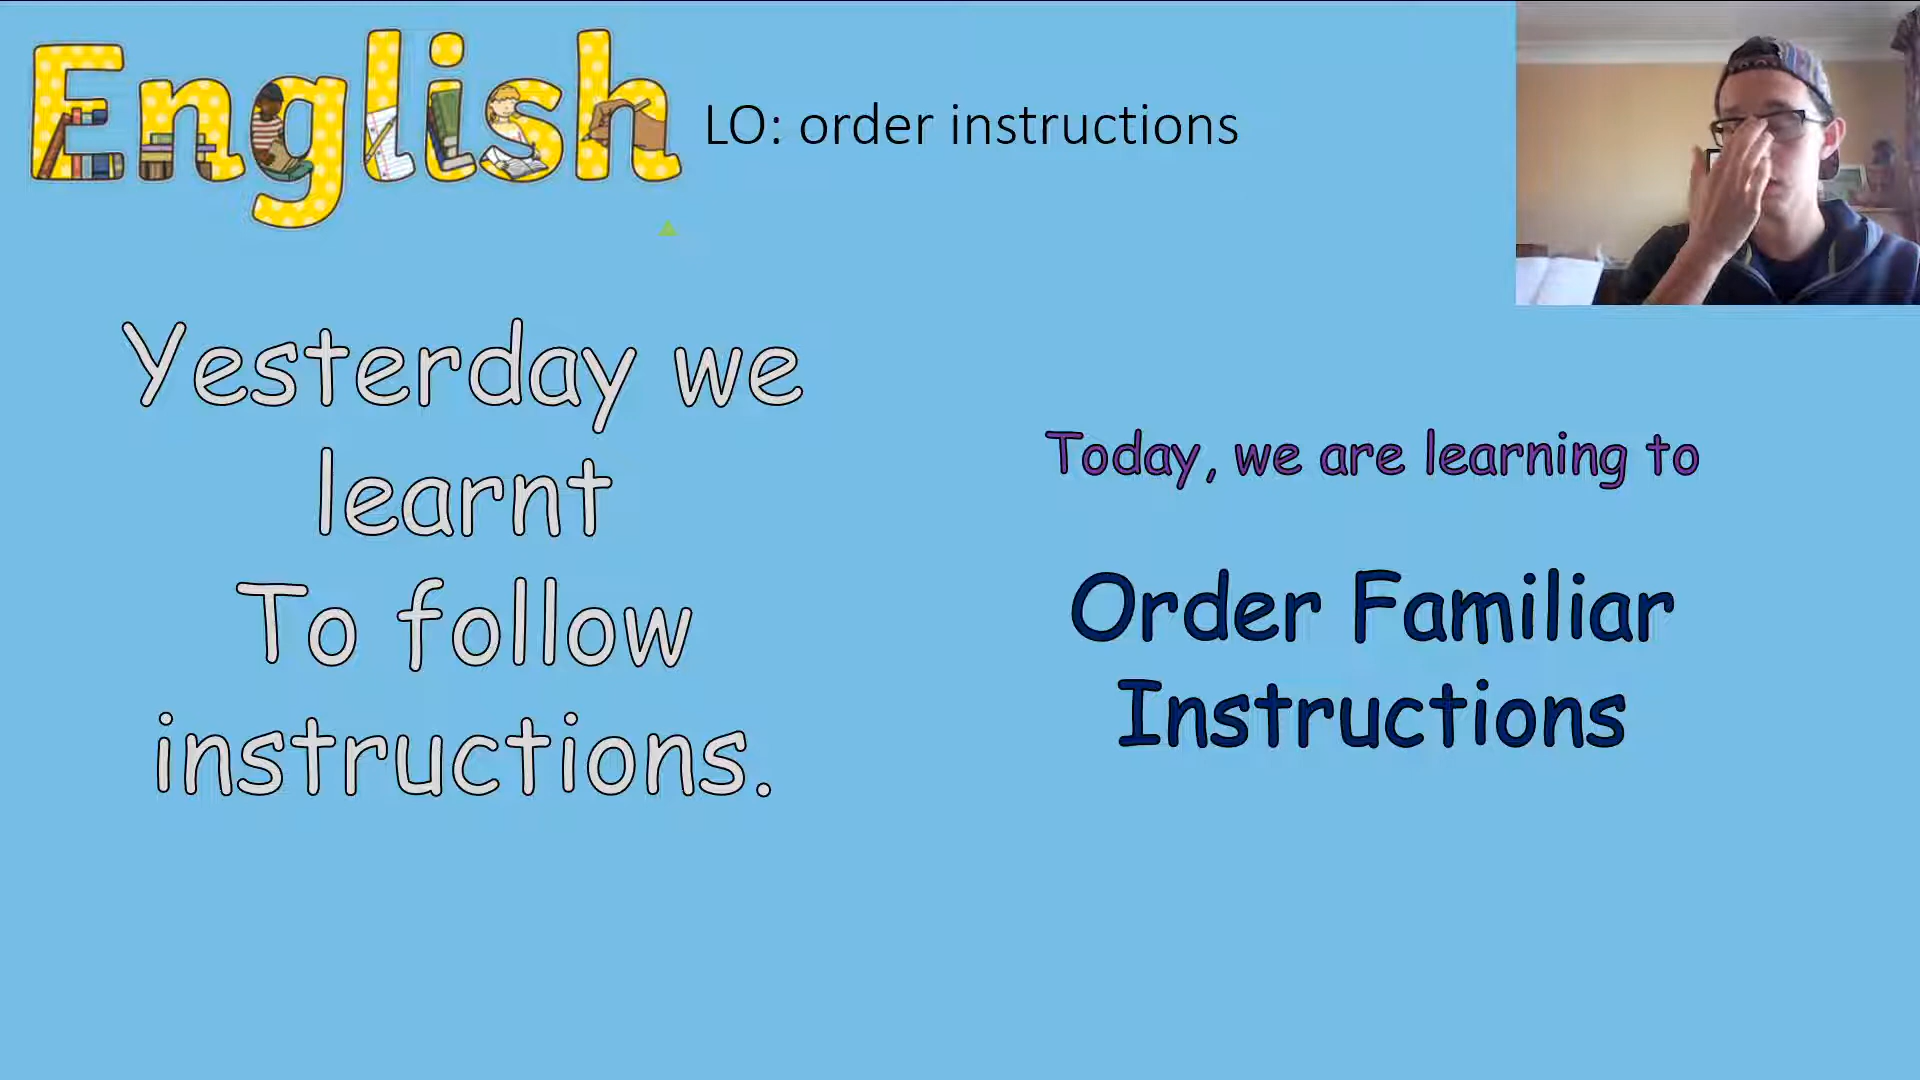 English
LO: order instructions
Yesterday we
learnt
To follow
instructions.
Today, we are learning to
Order Familiar
Instructions